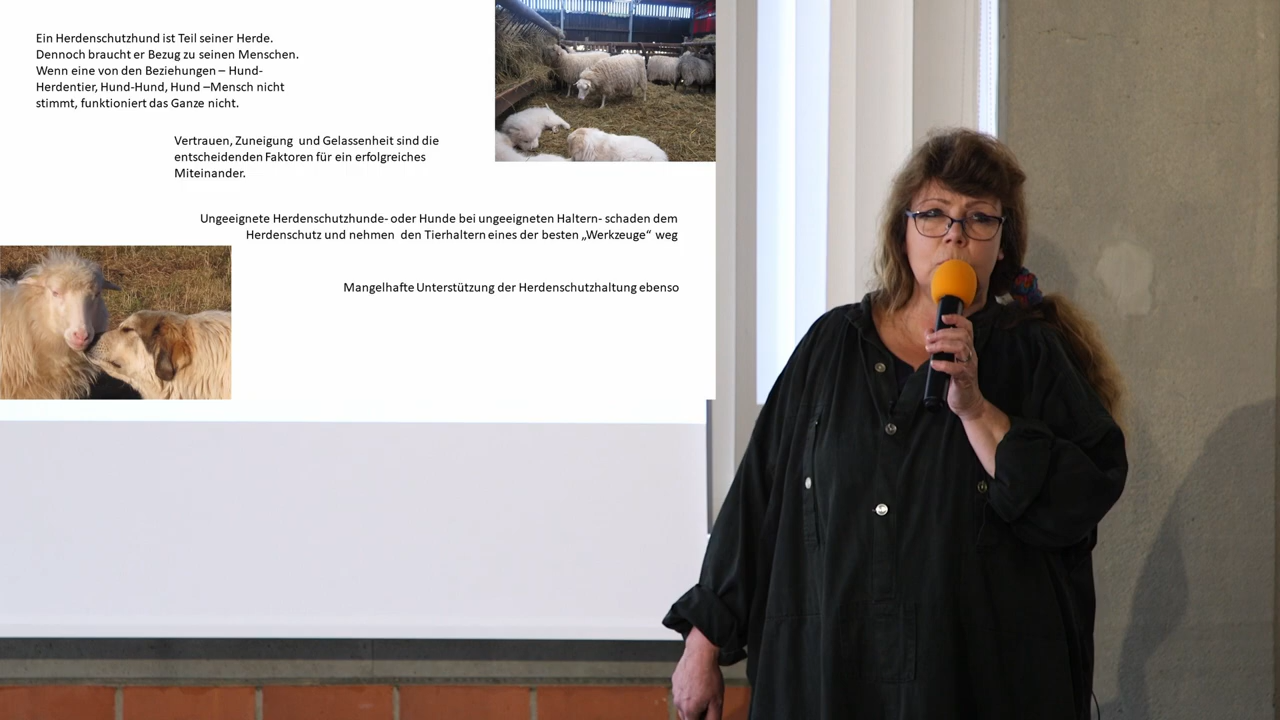 Ein Herdenschutzhund ist Teil seiner Herde.
Dennoch braucht er Bezug zu seinen Menschen.
Wenn eine von den Beziehungen – Hund-
Herdentier, Hund-Hund, Hund –Mensch nicht
stimmt, funktioniert das Ganze nicht.
Vertrauen, Zuneigung und Gelassenheit sind die
entscheidenden Faktoren für ein erfolgreiches
Miteinander.
Ungeeignete Herdenschutzhunde- oder Hunde bei ungeeigneten Haltern- schaden dem
Herdenschutz und nehmen den Tierhaltern eines der besten „Werkzeuge“ weg
Mangelhafte Unterstützung der Herdenschutzhaltung ebenso